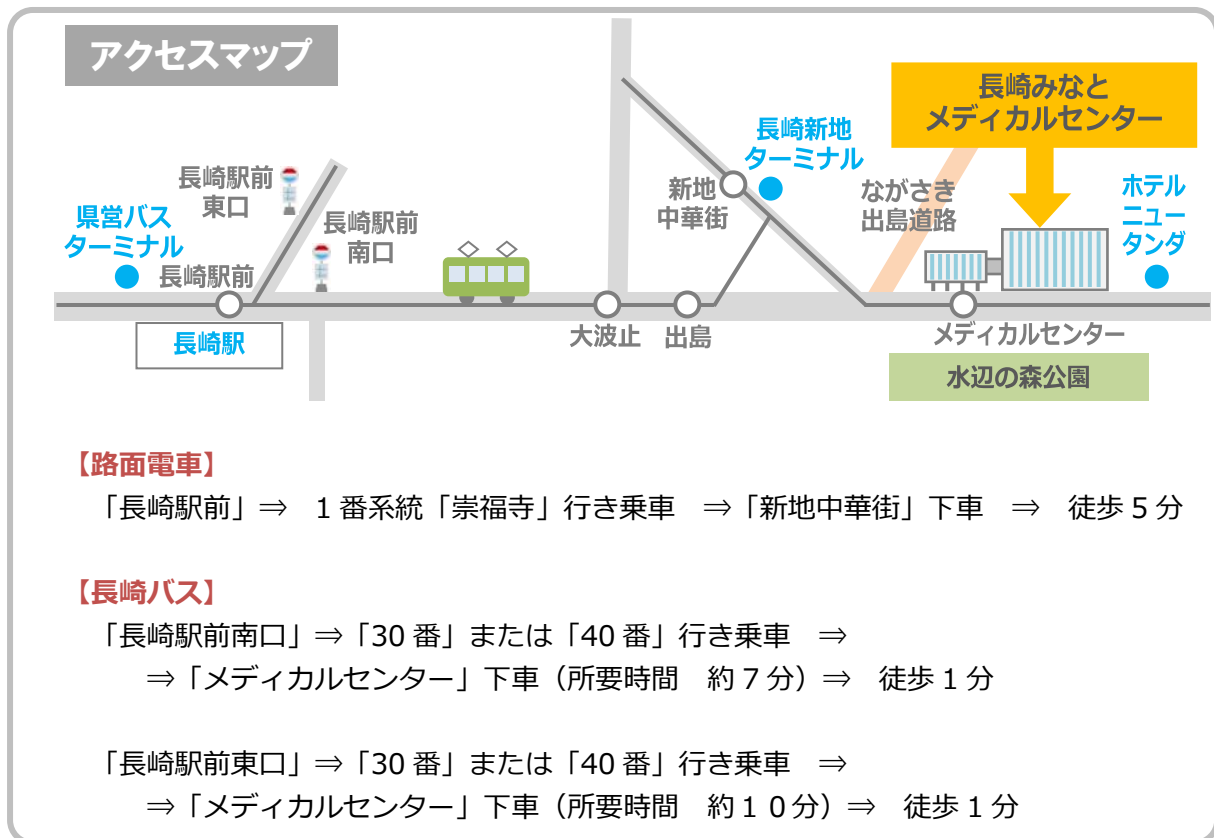 アクセスマップ
長崎みなと
メディカルセンター
長崎新地
ターミナル
長崎駅前
東口
新地
中華街
ながさき
出島道路
ホテル
ニュー
タンダ
県営バス
ターミナル
長崎駅前
南口
長崎駅前
長崎駅
大波止
出島
メディカルセンター
水辺の森公園
【路面電車】
「長崎駅前」⇒ 1番系統「崇福寺」行き乗車 ⇒「新地中華街」下車 ⇒ 徒歩5分
【長崎バス】
「長崎駅前南口」⇒「30番」または「40番」行き乗車 ⇒
⇒「メディカルセンター」下車（所要時間 約7分）⇒ 徒歩1分
「長崎駅前東口」⇒「30番」または「40番」行き乗車 ⇒
⇒「メディカルセンター」下車（所要時間 約１０分）⇒ 徒歩1分